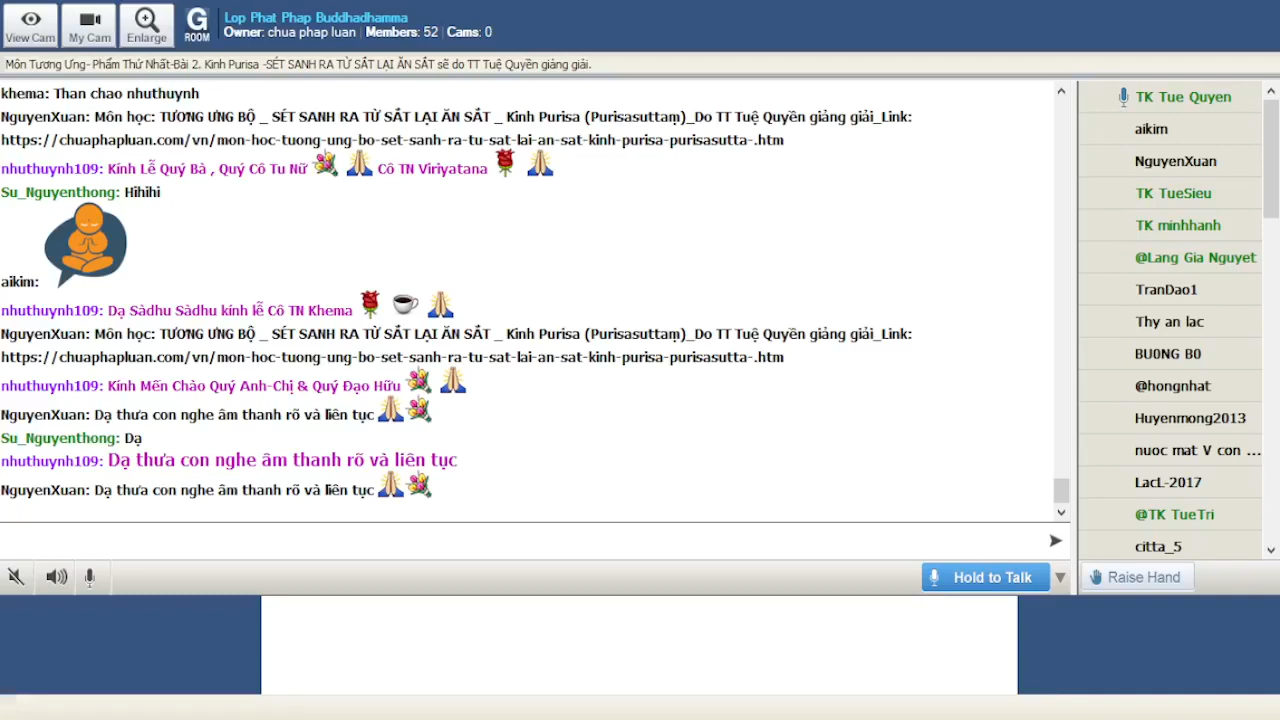 View Cam
My Cam
Enlarge
G
ROOM
Lop Phat Phap Buddhadhamma
Owner: chua phap luan | Members: 52 | Cams: 0
Môn Tương Ưng- Phẩm Thứ Nhất-Bài 2. Kinh Purisa -SÉT SANH RA TỪ SẮT LẠI ĂN SẮT sẽ do TT Tuệ Quyền giảng giải.
khema: Than chao nhuthuynh
NguyenXuan: Môn học: TƯƠNG ƯNG BỘ _ SÉT SANH RA TỪ SẮT LẠI ĂN SẮT _ Kinh Purisa (Purisasuttaṃ)_Do TT Tuệ Quyền giảng giải_Link:
https://chuaphapluan.com/vn/mon-hoc-tuong-ung-bo-set-sanh-ra-tu-sat-lai-an-sat-kinh-purisa-purisasutta-.htm
nhuthuynh109: Kính Lễ Quý Bà , Quý Cô Tu Nữ Cô TN Viriyatana
Su_Nguyenthong: Hihihi
aikim:
nhuthuynh109: Dạ Sàdhu Sàdhu kính lễ Cô TN Khema
NguyenXuan: Môn học: TƯƠNG ƯNG BỘ _ SÉT SANH RA TỪ SẮT LẠI ĂN SẮT _ Kinh Purisa (Purisasuttaṃ)_Do TT Tuệ Quyền giảng giải_Link:
https://chuaphapluan.com/vn/mon-hoc-tuong-ung-bo-set-sanh-ra-tu-sat-lai-an-sat-kinh-purisa-purisasutta-.htm
nhuthuynh109: Kính Mến Chào Quý Anh-Chị & Quý Đạo Hữu
NguyenXuan: Dạ thưa con nghe âm thanh rõ và liên tục
Su_Nguyenthong: Dạ
nhuthuynh109: Dạ thưa con nghe âm thanh rõ và liên tục
NguyenXuan: Dạ thưa con nghe âm thanh rõ và liên tục
TK Tue Quyen
aikim
NguyenXuan
TK TueSieu
TK minhhanh
@Lang Gia Nguyet
TranDao1
Thy an lac
BU0NG B0
@hongnhat
Huyenmong2013
nuoc mat V con ...
LacL-2017
@TK TueTri
citta_5
Hold to Talk
Raise Hand